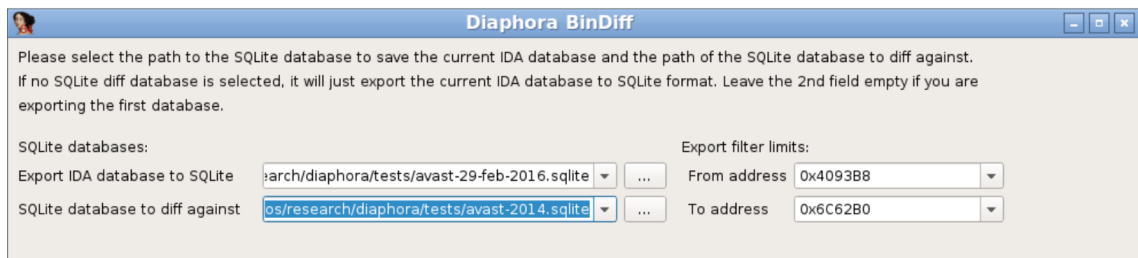 Diaphora BinDiff
Please select the path to the SQLite database to save the current IDA database and the path of the SQLite database to diff against.
If no SQLite diff database is selected, it will just export the current IDA database to SQLite format. Leave the 2nd field empty if you are
exporting the first database.
SQLite databases: Export filter limits:
Export IDA database to SQLite earch/diaphora/tests/avast-29-feb-2016.sqlite ... From address 0x4093B8
SQLite database to diff against os/research/diaphora/tests/avast-2014.sqlite ... To address 0x6C62B0